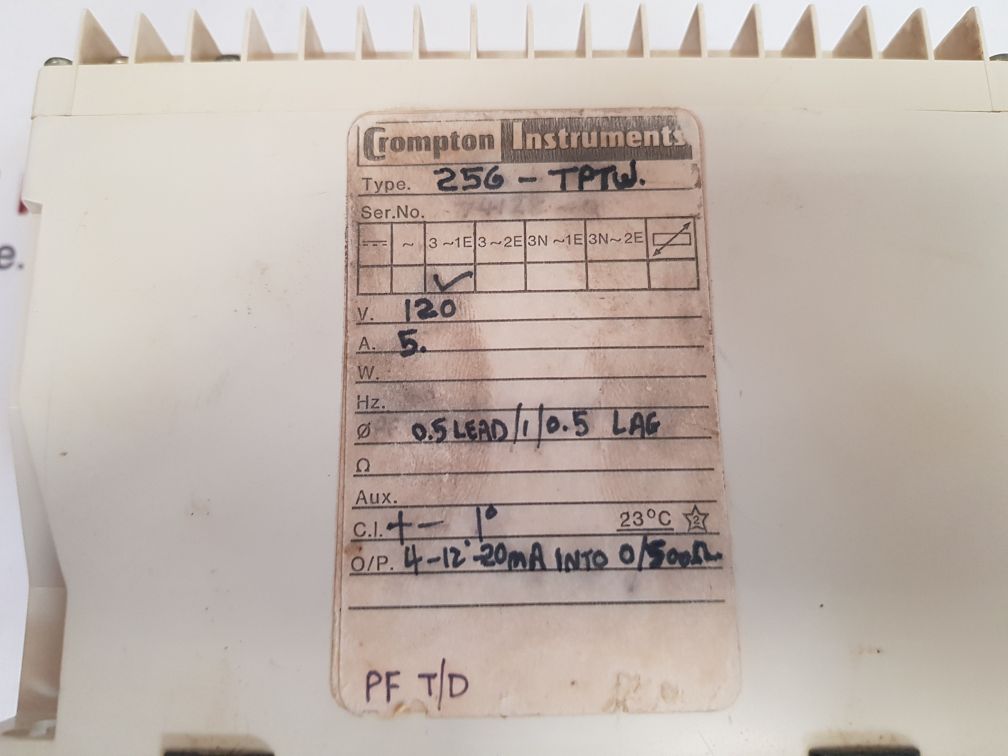 Crompton Instruments
Type. 256 - TPTW.
Ser.No.
~ 3~1E 3~2E 3N~1E 3N~2E
✓
V. 120
A. 5.
W.
Hz.
Ø 0.5 LEAD/1/0.5 LAG
Ω
Aux.
C.I. +- 1° 23°C 2
O/P. 4-12-20mA INTO 0/500Ω
PF T/D
e.